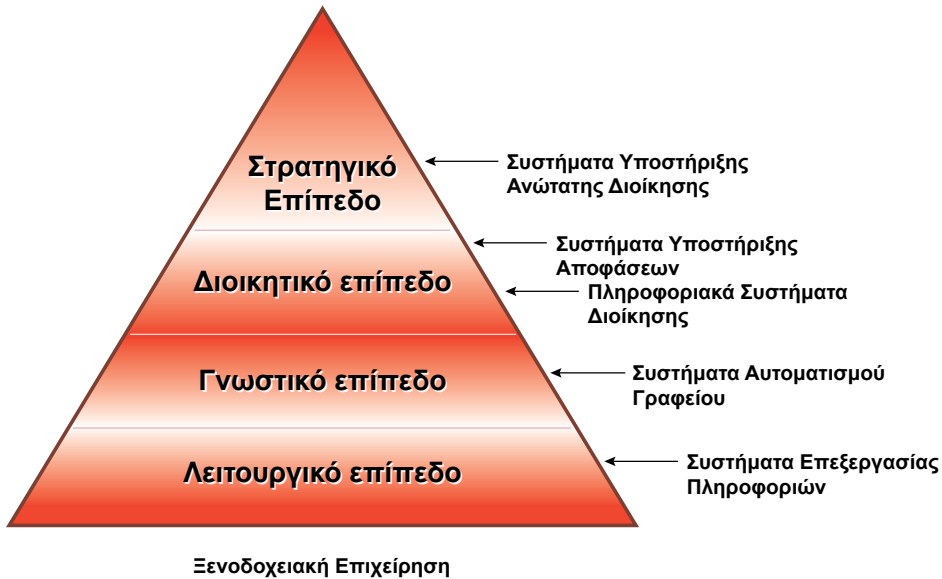 Στρατηγικό
Επίπεδο
Συστήματα Υποστήριξης
Ανώτατης Διοίκησης
Διοικητικό επίπεδο
Συστήματα Υποστήριξης
Αποφάσεων
Πληροφοριακά Συστήματα
Διοίκησης
Γνωστικό επίπεδο
Συστήματα Αυτοματισμού
Γραφείου
Λειτουργικό επίπεδο
Συστήματα Επεξεργασίας
Πληροφοριών
Ξενοδοχειακή Επιχείρηση